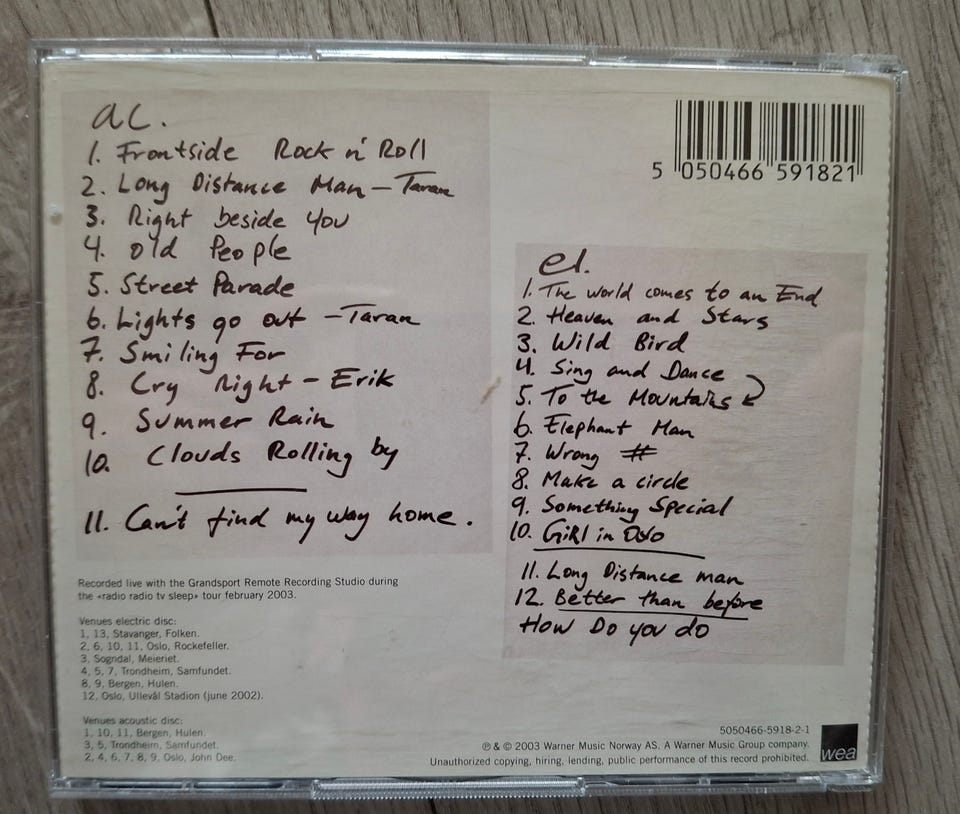 ac.
1. Frontside Rock n' Roll
2. Long Distance Man – Taran
3. Right beside you
4. Old People
5. Street Parade
6. Lights go out – Taran
7. Smiling For
8. Cry Right – Erik
9. Summer Rain
10. Clouds Rolling by
11. Can't find my way home.
Recorded live with the Grandsport Remote Recording Studio during
the «radio radio tv sleep» tour february 2003.
Venues electric disc:
1, 13, Stavanger, Folken.
2, 6, 10, 11, Oslo, Rockefeller.
3, Sogndal, Meieriet.
4, 5, 7, Trondheim, Samfundet.
8, 9, Bergen, Hulen.
12, Oslo, Ullevål Stadion (june 2002).
Venues acoustic disc:
1, 10, 11, Bergen, Hulen.
3, 5, Trondheim, Samfundet.
2, 4, 6, 7, 8, 9, Oslo, John Dee.
5 050466 591821
el.
1. The world comes to an End
2. Heaven and Stars
3. Wild Bird
4. Sing and Dance
5. To the Mountains
6. Elephant Man
7. Wrong #
8. Make a circle
9. Something Special
10. Girl in Oslo
11. Long Distance man
12. Better than before
How Do you do
5050466-5918-2-1
℗ & © 2003 Warner Music Norway AS. A Warner Music Group company.
Unauthorized copying, hiring, lending, public performance of this record prohibited.
wea